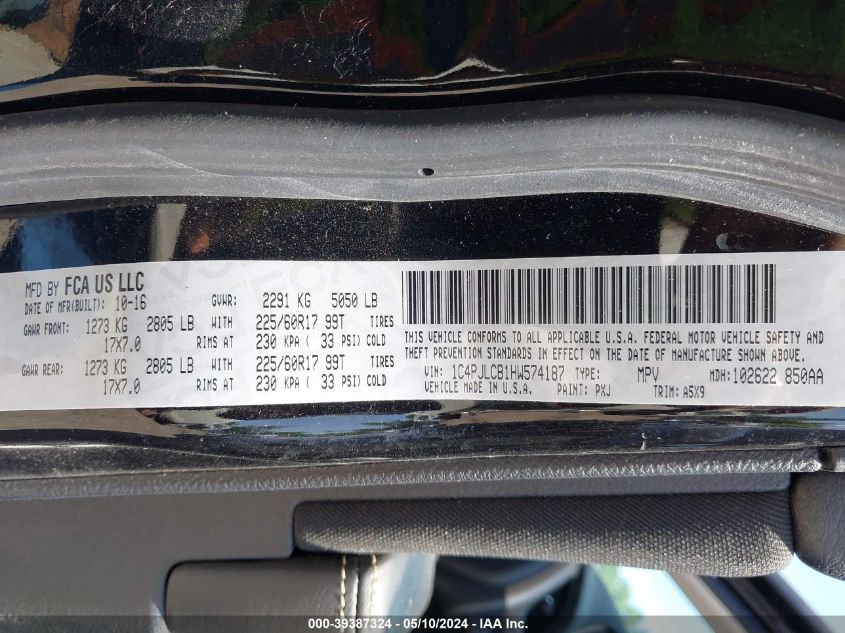 MFD BY FCA US LLC
DATE OF MFR(BUILT): 10-16 GVWR: 2291 KG 5050 LB
GAWR FRONT: 1273 KG 2805 LB WITH 225/60R17 99T TIRES
17X7.0 RIMS AT 230 KPA ( 33 PSI) COLD
GAWR REAR: 1273 KG 2805 LB WITH 225/60R17 99T TIRES
17X7.0 RIMS AT 230 KPA ( 33 PSI) COLD
THIS VEHICLE CONFORMS TO ALL APPLICABLE U.S.A. FEDERAL MOTOR VEHICLE SAFETY AND
THEFT PREVENTION STANDARDS IN EFFECT ON THE DATE OF MANUFACTURE SHOWN ABOVE.
VIN: 1C4PJLCB1HW574187 TYPE: MPV MDH: 102622 850AA
VEHICLE MADE IN U.S.A. PAINT: PXJ TRIM: A5X9
000-39387324 — 05/10/2024 — IAA Inc.